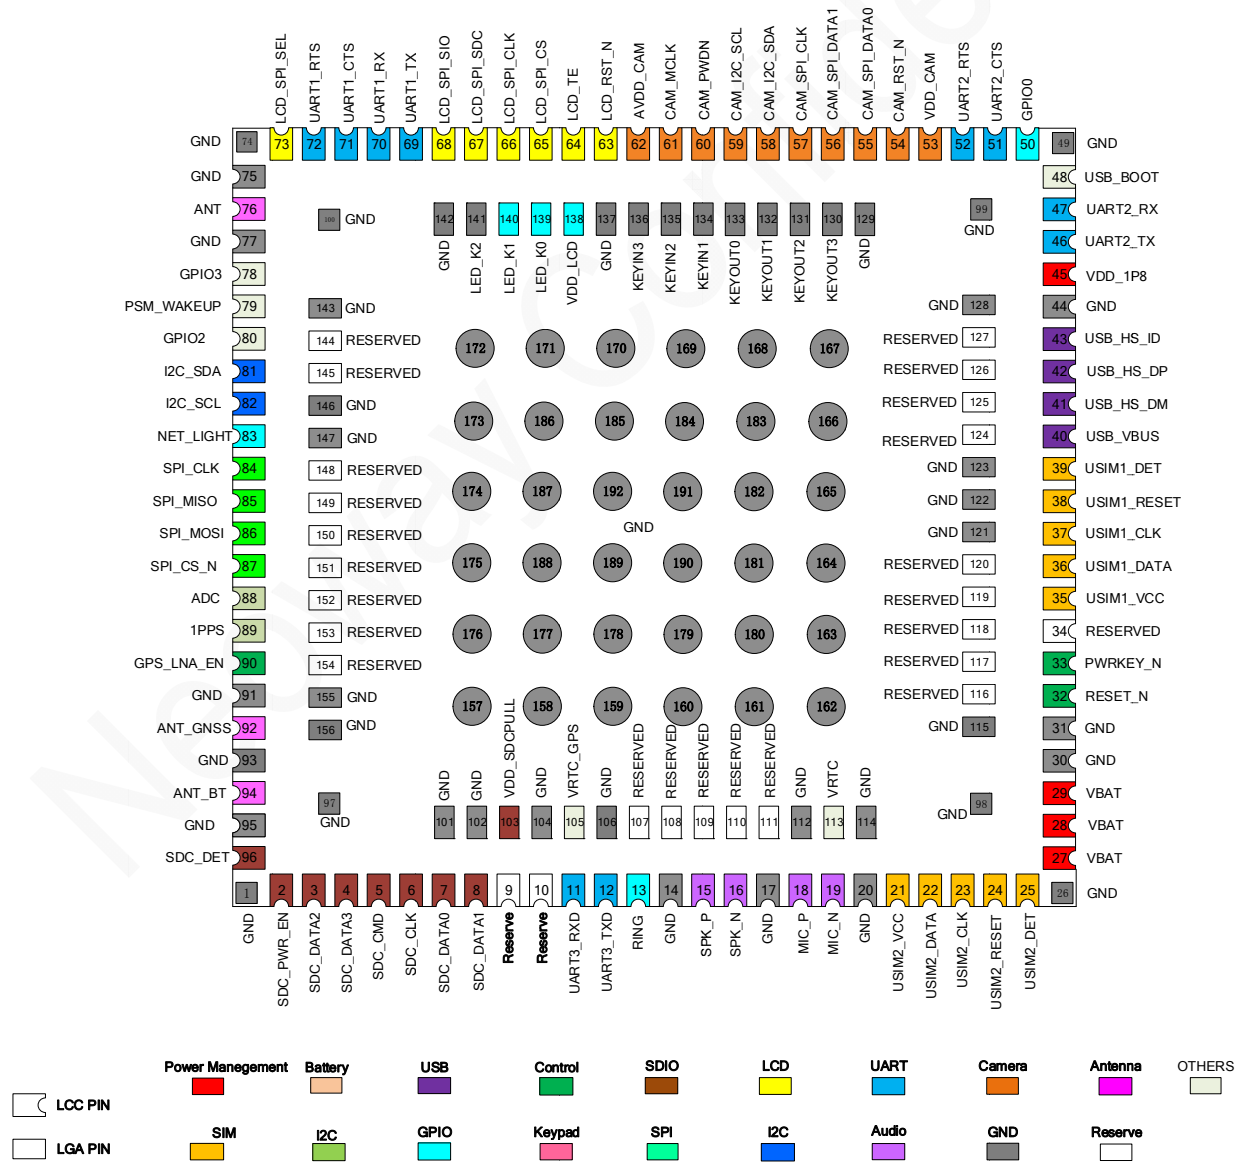 LCD_SPI_SEL
UART1_RTS
UART1_CTS
UART1_RX
UART1_TX
LCD_SPI_SIO
LCD_SPI_SDC
LCD_SPI_CLK
LCD_SPI_CS
LCD_TE
LCD_RST_N
AVDD_CAM
CAM_MCLK
CAM_PWDN
CAM_I2C_SCL
CAM_I2C_SDA
CAM_SPI_CLK
CAM_SPI_DATA1
CAM_SPI_DATA0
CAM_RST_N
VDD_CAM
UART2_RTS
UART2_CTS
GPIO0
GND 74 73 72 71 70 69 68 67 66 65 64 63 62 61 60 59 58 57 56 55 54 53 52 51 50 49 GND
GND 75
48 USB_BOOT
ANT 76
47 UART2_RX
GND 77
46 UART2_TX
GPIO3 78
45 VDD_1P8
PSM_WAKEUP 79
44 GND
GPIO2 80
43 USB_HS_ID
I2C_SDA 81
42 USB_HS_DP
I2C_SCL 82
41 USB_HS_DM
NET_LIGHT 83
40 USB_VBUS
SPI_CLK 84
39 USIM1_DET
SPI_MISO 85
38 USIM1_RESET
SPI_MOSI 86
37 USIM1_CLK
SPI_CS_N 87
36 USIM1_DATA
ADC 88
35 USIM1_VCC
1PPS 89
34 RESERVED
GPS_LNA_EN 90
33 PWRKEY_N
GND 91
32 RESET_N
ANT_GNSS 92
31 GND
GND 93
30 GND
ANT_BT 94
29 VBAT
GND 95
28 VBAT
SDC_DET 96
27 VBAT
100 GND
99
GND
142 141 140 139 138 137 136 135 134 133 132 131 130 129
GND
LED_K2
LED_K1
LED_K0
VDD_LCD
GND
KEYIN3
KEYIN2
KEYIN1
KEYOUT0
KEYOUT1
KEYOUT2
KEYOUT3
GND
143 GND
144 RESERVED
145 RESERVED
146 GND
147 GND
148 RESERVED
149 RESERVED
150 RESERVED
151 RESERVED
152 RESERVED
153 RESERVED
154 RESERVED
155 GND
156 GND
GND 128
RESERVED 127
RESERVED 126
RESERVED 125
RESERVED 124
GND 123
GND 122
GND 121
RESERVED 120
RESERVED 119
RESERVED 118
RESERVED 117
RESERVED 116
GND 115
172 171 170 169 168 167
173 186 185 184 183 166
174 187 192 191 182 165
GND
175 188 189 190 181 164
176 177 178 179 180 163
157 158 159 160 161 162
97
GND
GND 98
GND
GND
VDD_SDCPULL
GND
VRTC_GPS
GND
RESERVED
RESERVED
RESERVED
RESERVED
RESERVED
GND
VRTC
GND
101 102 103 104 105 106 107 108 109 110 111 112 113 114
1 2 3 4 5 6 7 8 9 10 11 12 13 14 15 16 17 18 19 20 21 22 23 24 25 26 GND
GND
SDC_PWR_EN
SDC_DATA2
SDC_DATA3
SDC_CMD
SDC_CLK
SDC_DATA0
SDC_DATA1
Reserve
Reserve
UART3_RXD
UART3_TXD
RING
GND
SPK_P
SPK_N
GND
MIC_P
MIC_N
GND
USIM2_VCC
USIM2_DATA
USIM2_CLK
USIM2_RESET
USIM2_DET
Power Manegement Battery USB Control SDIO LCD UART Camera Antenna OTHERS
LCC PIN
SIM I2C GPIO Keypad SPI I2C Audio GND Reserve
LGA PIN